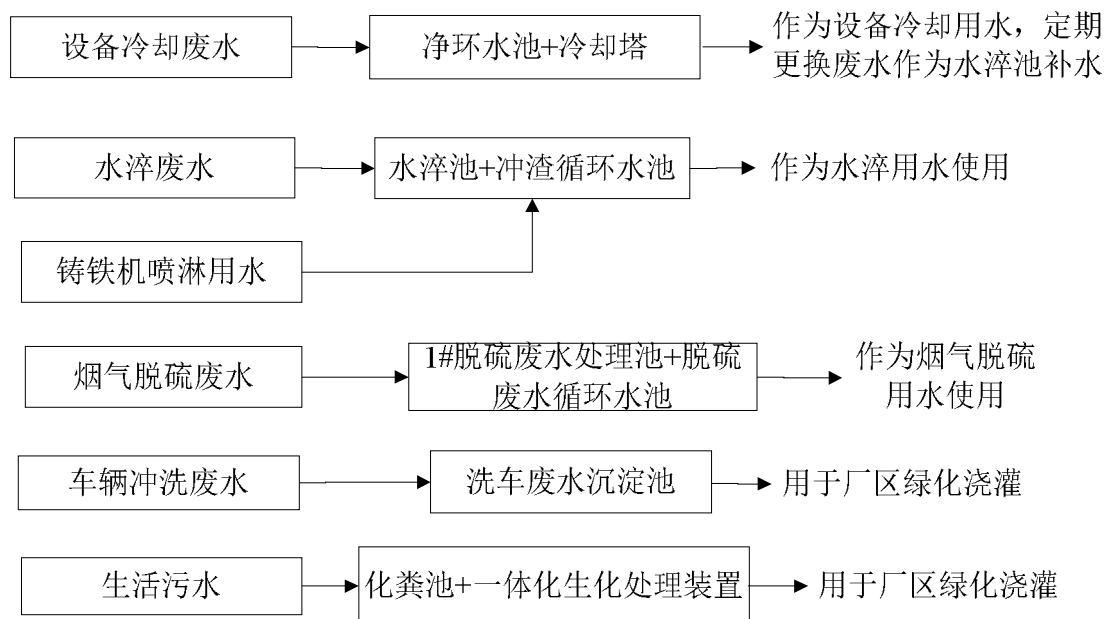 设备冷却废水
净环水池+冷却塔
作为设备冷却用水，定期
更换废水作为水淬池补水
水淬废水
水淬池+冲渣循环水池
作为水淬用水使用
铸铁机喷淋用水
烟气脱硫废水
1#脱硫废水处理池+脱硫
废水循环水池
作为烟气脱硫
用水使用
车辆冲洗废水
洗车废水沉淀池
用于厂区绿化浇灌
生活污水
化粪池+一体化生化处理装置
用于厂区绿化浇灌